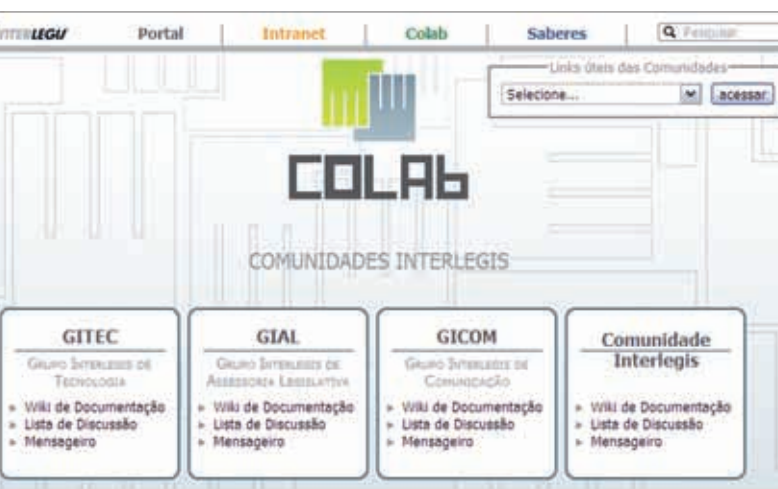 INTERLEGIS
Portal
Intranet
Colab
Saberes
Pesquisar
Links úteis das Comunidades
Selecione...
acessar
COLAb
COMUNIDADES INTERLEGIS
GITEC
Grupo Interlegis de
Tecnologia
Wiki de Documentação
Lista de Discussão
Mensageiro
GIAL
Grupo Interlegis de
Assessoria Legislativa
Wiki de Documentação
Lista de Discussão
Mensageiro
GICOM
Grupo Interlegis de
Comunicação
Wiki de Documentação
Lista de Discussão
Mensageiro
Comunidade
Interlegis
Wiki de Documentação
Lista de Discussão
Mensageiro